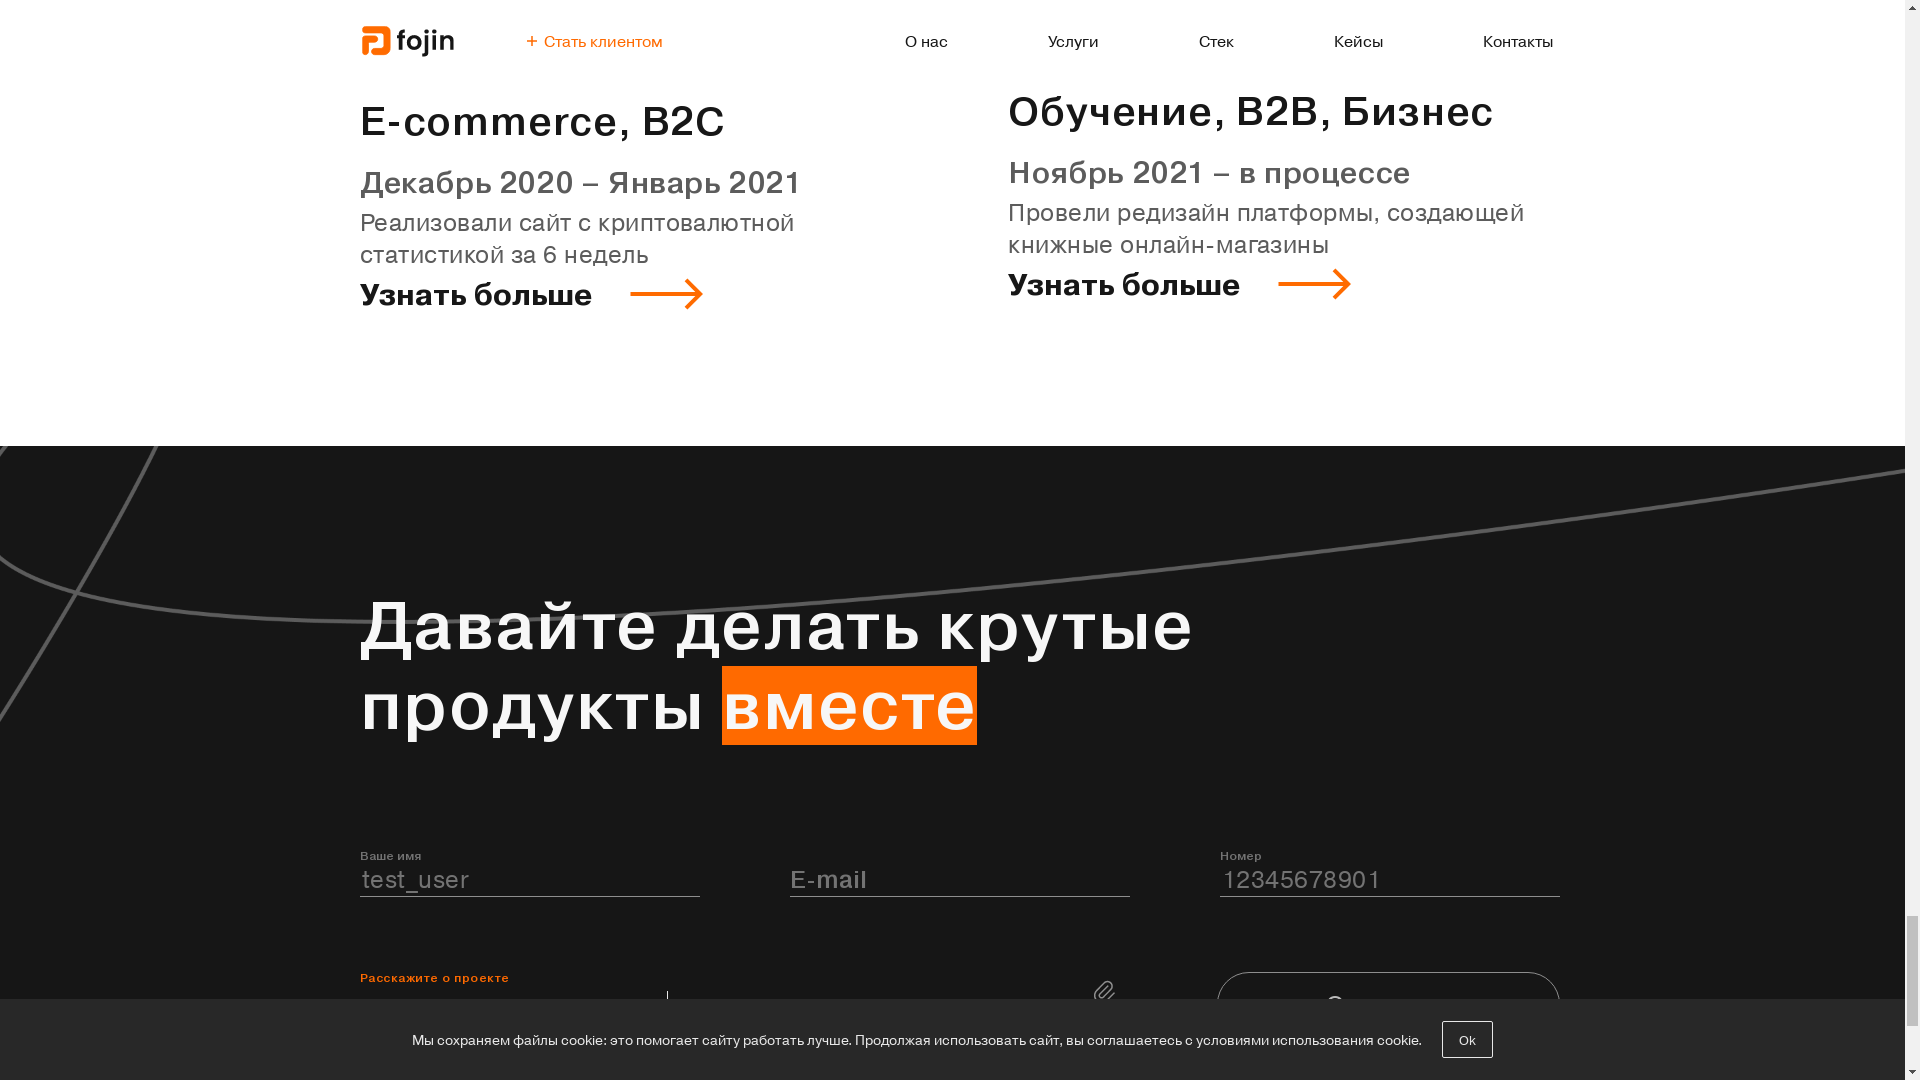 fojin
+ Стать клиентом
О нас
Услуги
Стек
Кейсы
Контакты
E-commerce, B2C
Декабрь 2020 – Январь 2021
Реализовали сайт с криптовалютной
статистикой за 6 недель
Узнать больше
Обучение, B2B, Бизнес
Ноябрь 2021 – в процессе
Провели редизайн платформы, создающей
книжные онлайн-магазины
Узнать больше
Давайте делать крутые
продукты вместе
Ваше имя
test_user
E-mail
Номер
12345678901
Расскажите о проекте
Мы сохраняем файлы cookie: это помогает сайту работать лучше. Продолжая использовать сайт, вы соглашаетесь с условиями использования cookie.
Ok